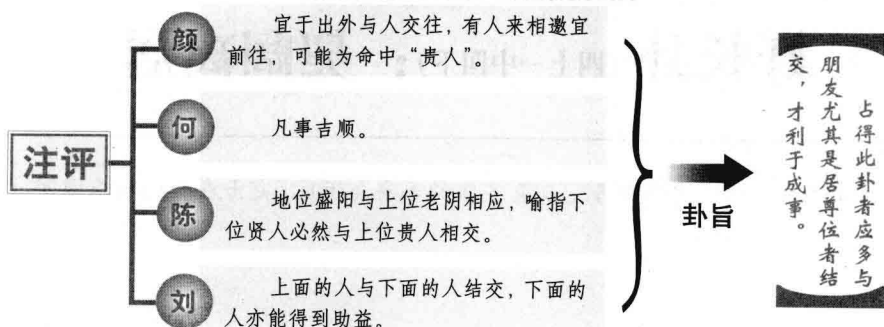 注评
颜
宜于出外与人交往，有人来相邀宜
前往，可能为命中“贵人”。
何
凡事吉顺。
陈
地位盛阳与上位老阴相应，喻指下
位贤人必然与上位贵人相交。
刘
上面的人与下面的人结交，下面的
人亦能得到助益。
卦旨
占得此卦者应多与
朋友尤其是居尊位者结
交，才利于成事。